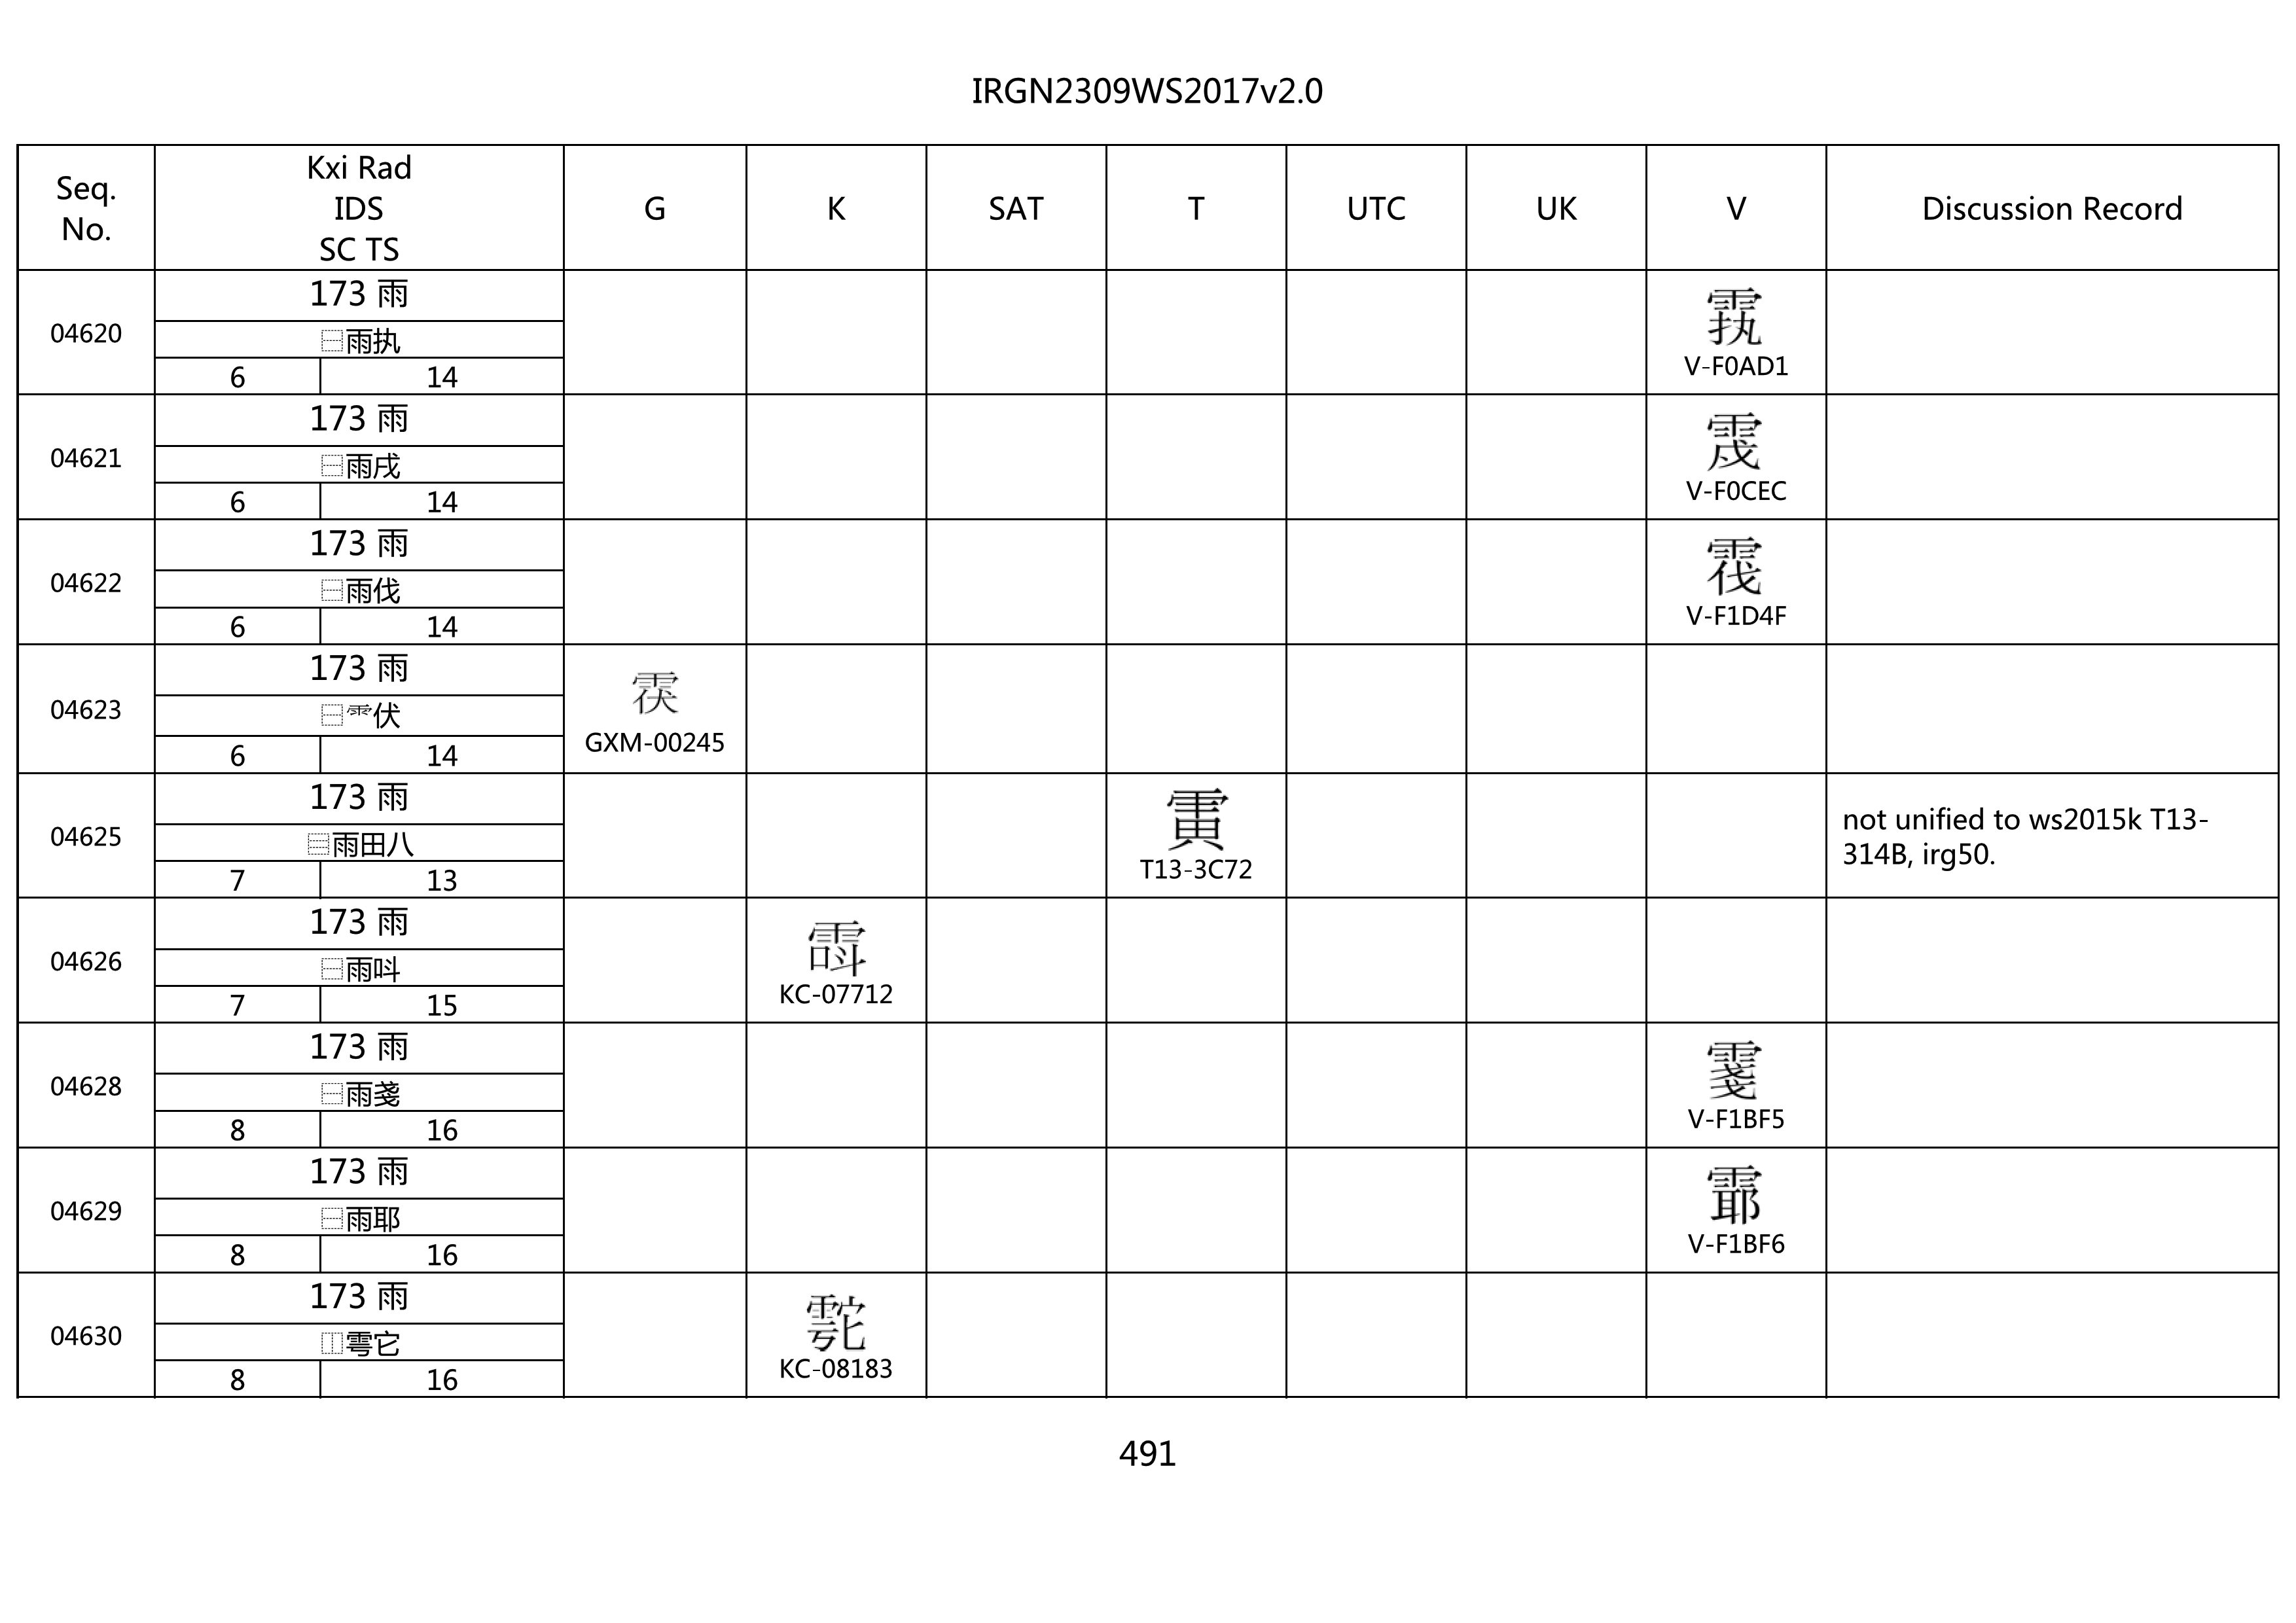 IRGN2309WS2017v2.0
Seq. No.
Kxi Rad
IDS
SC TS
G
K
SAT
T
UTC
UK
V
Discussion Record
04620
173 雨
⿱雨执
6 14
V-F0AD1
04621
173 雨
⿱雨戌
6 14
V-F0CEC
04622
173 雨
⿱雨伐
6 14
V-F1D4F
04623
173 雨
⿱⻗伏
6 14
GXM-00245
04625
173 雨
⿳雨田八
7 13
T13-3C72
not unified to ws2015k T13-
314B, irg50.
04626
173 雨
⿱雨呌
7 15
KC-07712
04628
173 雨
⿱雨戔
8 16
V-F1BF5
04629
173 雨
⿱雨耶
8 16
V-F1BF6
04630
173 雨
⿰雩它
8 16
KC-08183
491